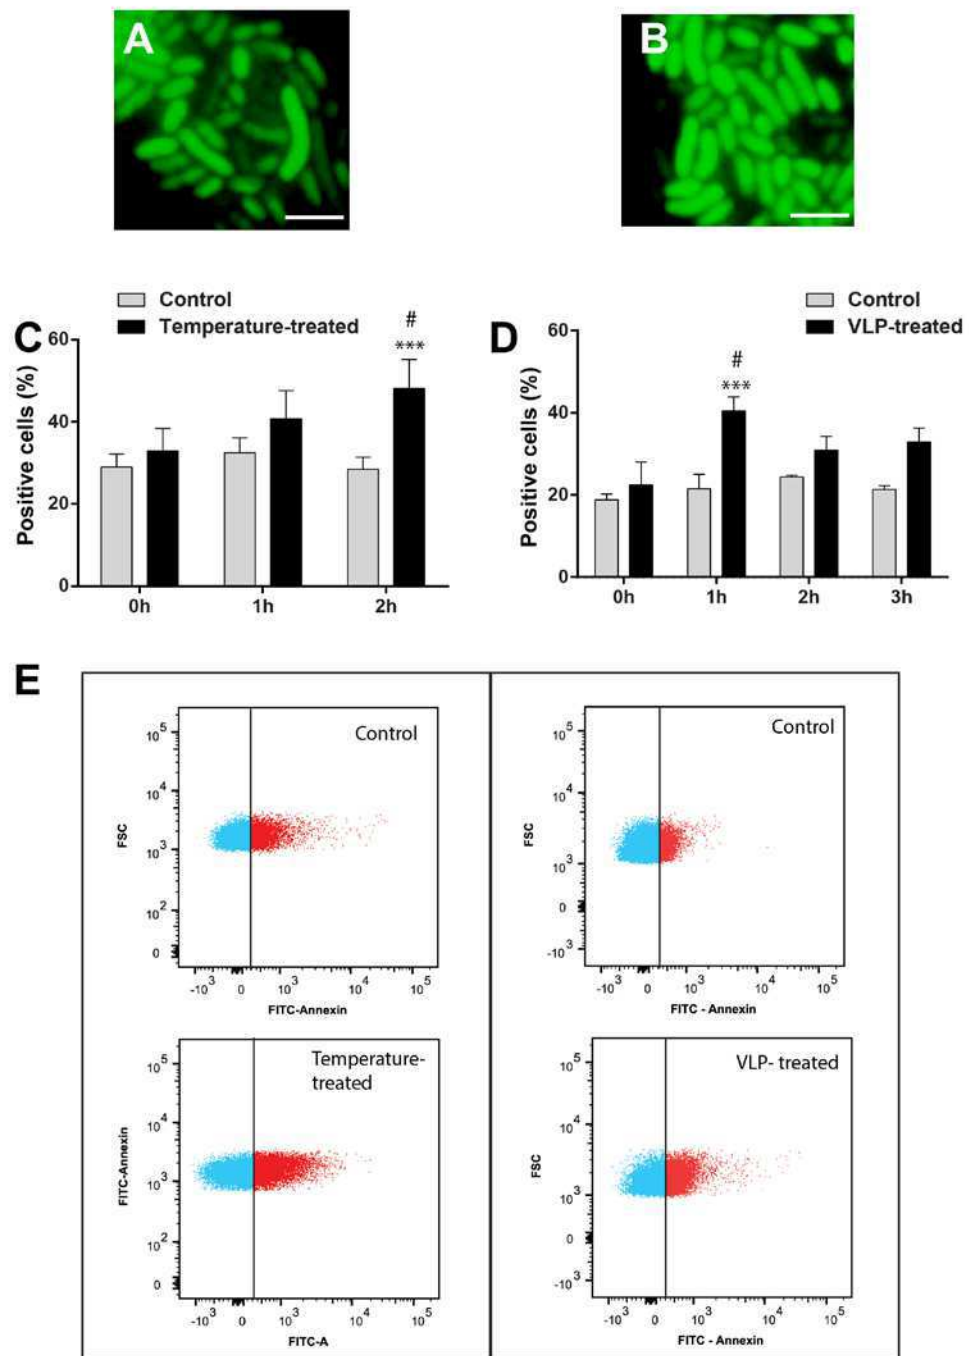 A
B
Control
Temperature-treated
C
Positive cells (%)
60
40
20
0
#
***
0h
1h
2h
Control
VLP-treated
D
Positive cells (%)
60
40
20
0
#
***
0h
1h
2h
3h
E
Control
FSC
10^5
10^4
10^3
10^2
0
-10^3
0
10^3
10^4
10^5
FITC-Annexin
Control
FSC
10^5
10^4
10^3
0
-10^3
-10^3
0
10^3
10^4
10^5
FITC - Annexin
Temperature-
treated
FITC-Annexin
10^5
10^4
10^3
10^2
0
-10^3
0
10^3
10^4
10^5
FITC-A
VLP- treated
FSC
10^5
10^4
10^3
0
-10^3
-10^3
0
10^3
10^4
10^5
FITC - Annexin